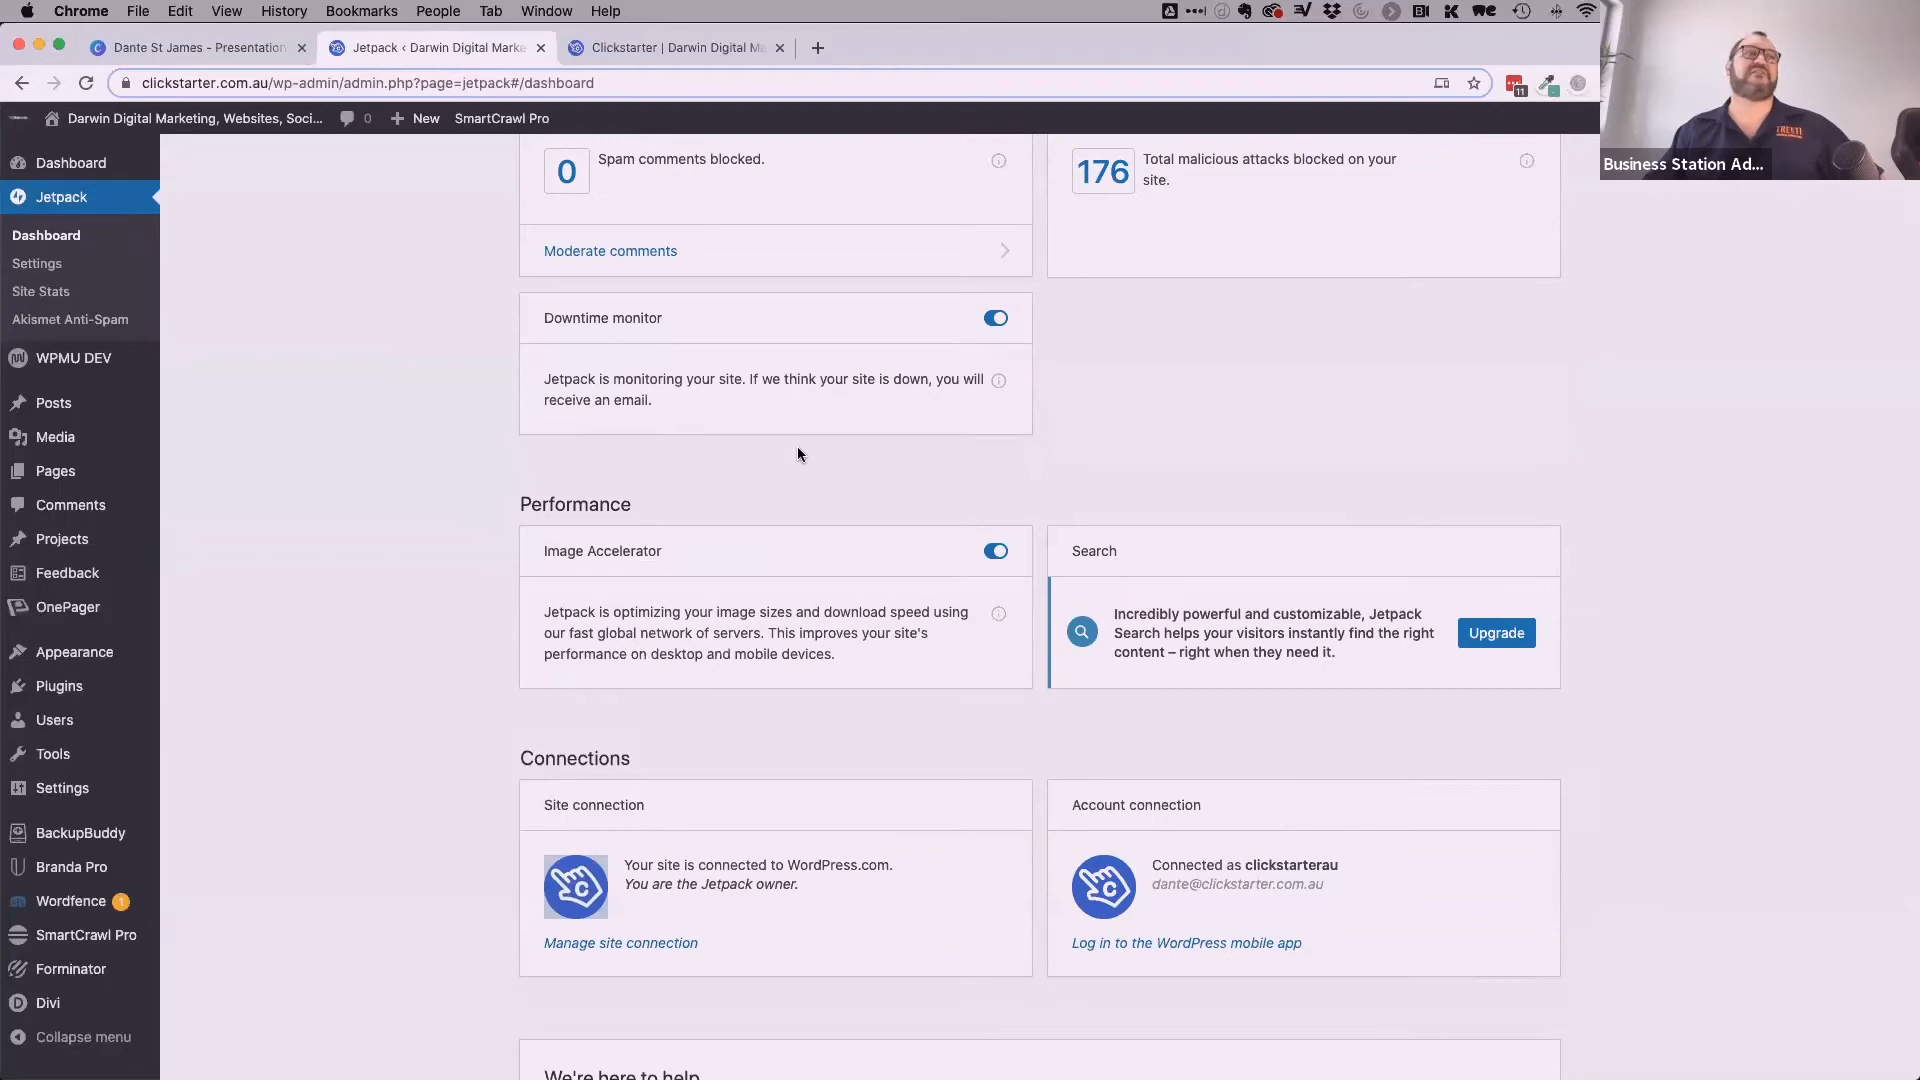 Chrome File Edit View History Bookmarks People Tab Window Help
Dante St James - Presentation
Jetpack ‹ Darwin Digital Marke
Clickstarter | Darwin Digital Ma
clickstarter.com.au/wp-admin/admin.php?page=jetpack#/dashboard
11
Darwin Digital Marketing, Websites, Soci... 0 New SmartCrawl Pro
Business Station Ad...
Dashboard
Jetpack
Dashboard
Settings
Site Stats
Akismet Anti-Spam
WPMU DEV
Posts
Media
Pages
Comments
Projects
Feedback
OnePager
Appearance
Plugins
Users
Tools
Settings
BackupBuddy
Branda Pro
Wordfence 1
SmartCrawl Pro
Forminator
Divi
Collapse menu
0 Spam comments blocked.
Moderate comments
176 Total malicious attacks blocked on your
site.
Downtime monitor
Jetpack is monitoring your site. If we think your site is down, you will
receive an email.
Performance
Image Accelerator
Jetpack is optimizing your image sizes and download speed using
our fast global network of servers. This improves your site's
performance on desktop and mobile devices.
Search
Incredibly powerful and customizable, Jetpack
Search helps your visitors instantly find the right
content – right when they need it.
Upgrade
Connections
Site connection
Your site is connected to WordPress.com.
You are the Jetpack owner.
Manage site connection
Account connection
Connected as clickstarterau
dante@clickstarter.com.au
Log in to the WordPress mobile app
We're here to help